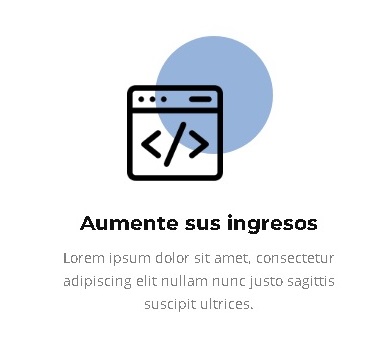 Aumente sus ingresos
Lorem ipsum dolor sit amet, consectetur
adipiscing elit nullam nunc justo sagittis
suscipit ultrices.